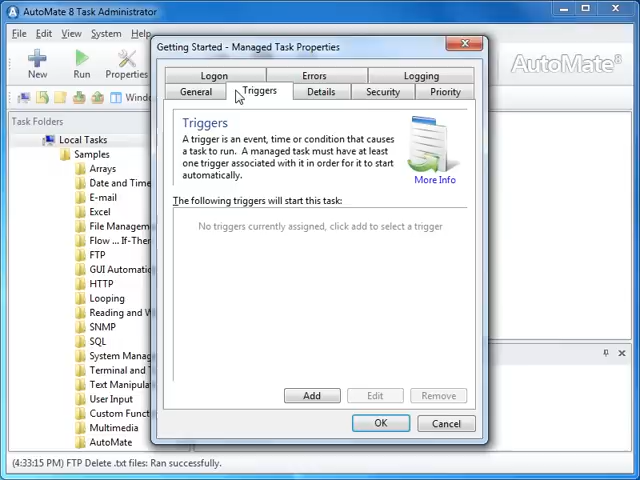 AutoMate 8 Task Administrator
File Edit View System Help
New Run Properties
AutoMate 8
Task Folders
Local Tasks
Samples
Arrays
Date and Time
E-mail
Excel
File Managem
Flow ... If-Then
FTP
GUI Automatic
HTTP
Looping
Reading and W
SNMP
SQL
System Manage
Terminal and T
Text Manipulat
User Input
Custom Funct
Multimedia
AutoMate
(4:33:15 PM) FTP Delete .txt files: Ran successfully.
Getting Started - Managed Task Properties
Logon Errors Logging
General Triggers Details Security Priority
Triggers
A trigger is an event, time or condition that causes
a task to run. A managed task must have at least
one trigger associated with it in order for it to start
automatically.
More Info
The following triggers will start this task:
No triggers currently assigned, click add to select a trigger
Add Edit Remove
OK Cancel